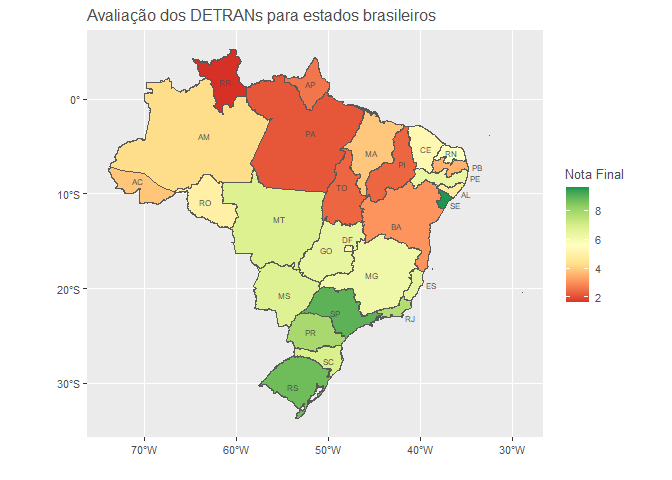 Avaliação dos DETRANs para estados brasileiros
RR
AP
0°
AM
PA
MA
CE
RN
PI
PB
PE
AC
TO
AL
10°S
RO
SE
BA
MT
DF
GO
MG
ES
20°S
MS
SP
RJ
PR
SC
30°S
RS
70°W 60°W 50°W 40°W 30°W
Nota Final
8
6
4
2